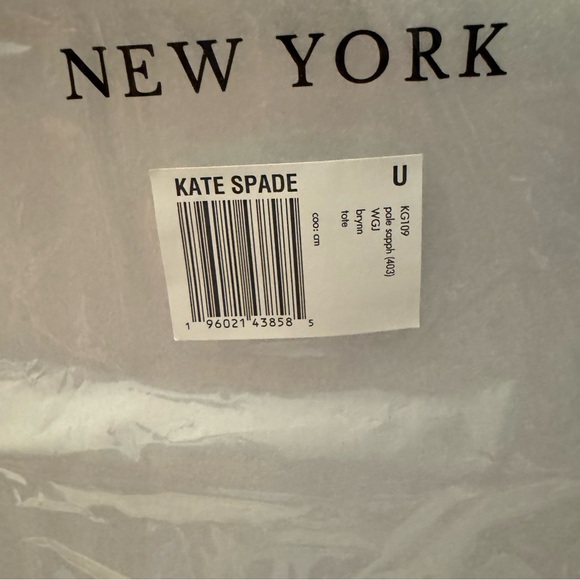 NEW YORK
KATE SPADE
U
1 96021 43858 5
KG109
pale sapph (403)
WGJ
brynn
tote
coo: cm